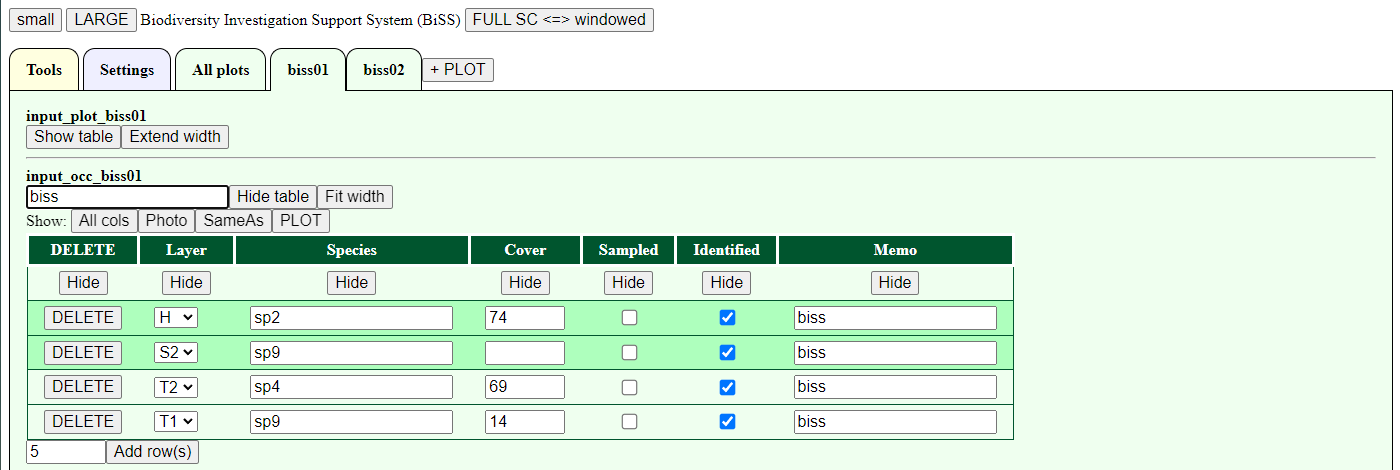 small LARGE Biodiversity Investigation Support System (BiSS) FULL SC <=> windowed
Tools Settings All plots biss01 biss02 + PLOT
input_plot_biss01
Show table Extend width
input_occ_biss01
biss Hide table Fit width
Show: All cols Photo SameAs PLOT
DELETE Layer Species Cover Sampled Identified Memo
Hide Hide Hide Hide Hide Hide Hide
DELETE H sp2 74 biss
DELETE S2 sp9 biss
DELETE T2 sp4 69 biss
DELETE T1 sp9 14 biss
5 Add row(s)